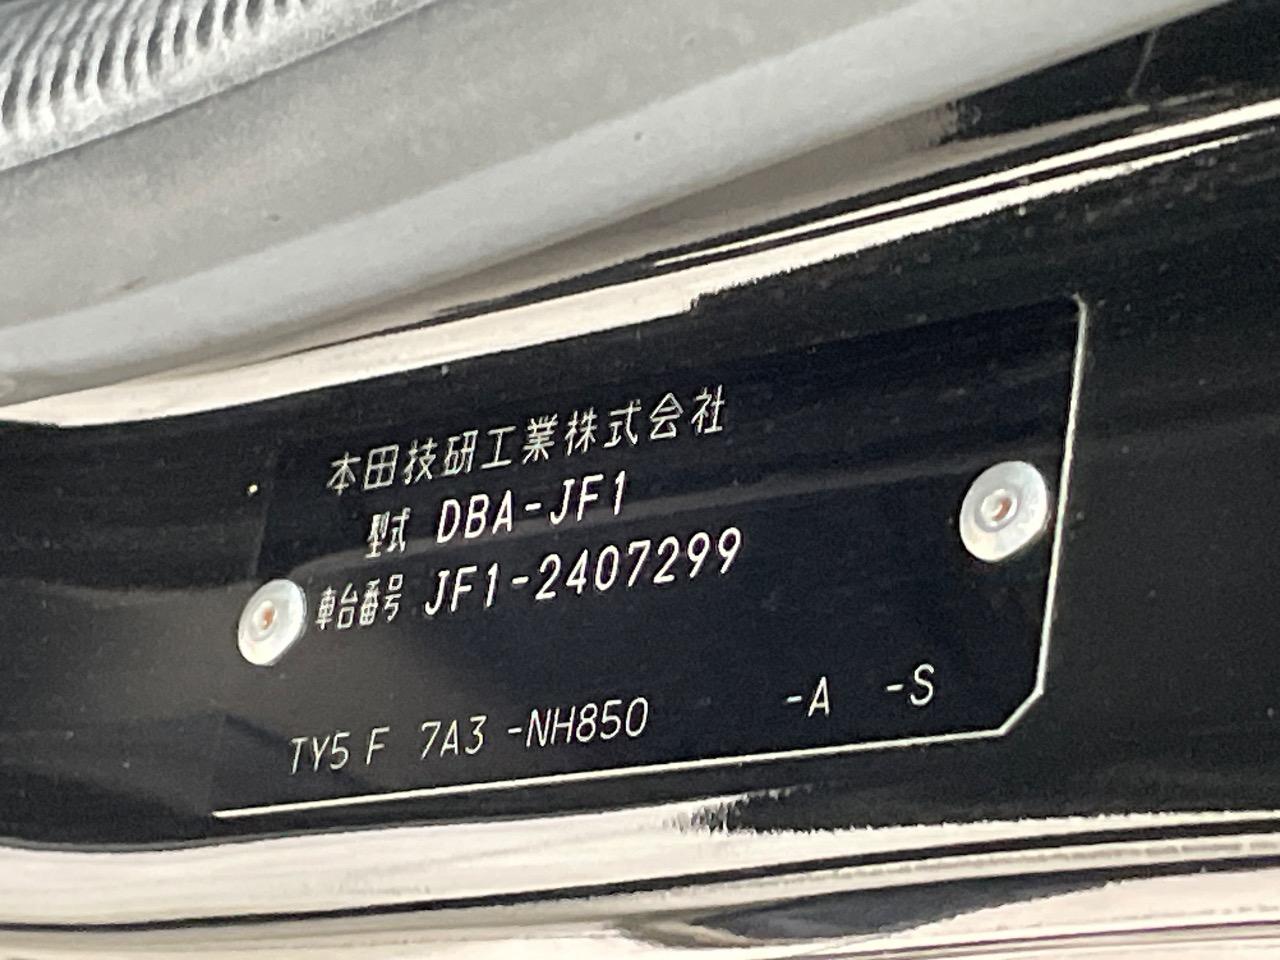 本田技研工業株式会社
型式 DBA-JF1
車台番号 JF1-2407299
TY5 F 7A3 -NH850 -A -S